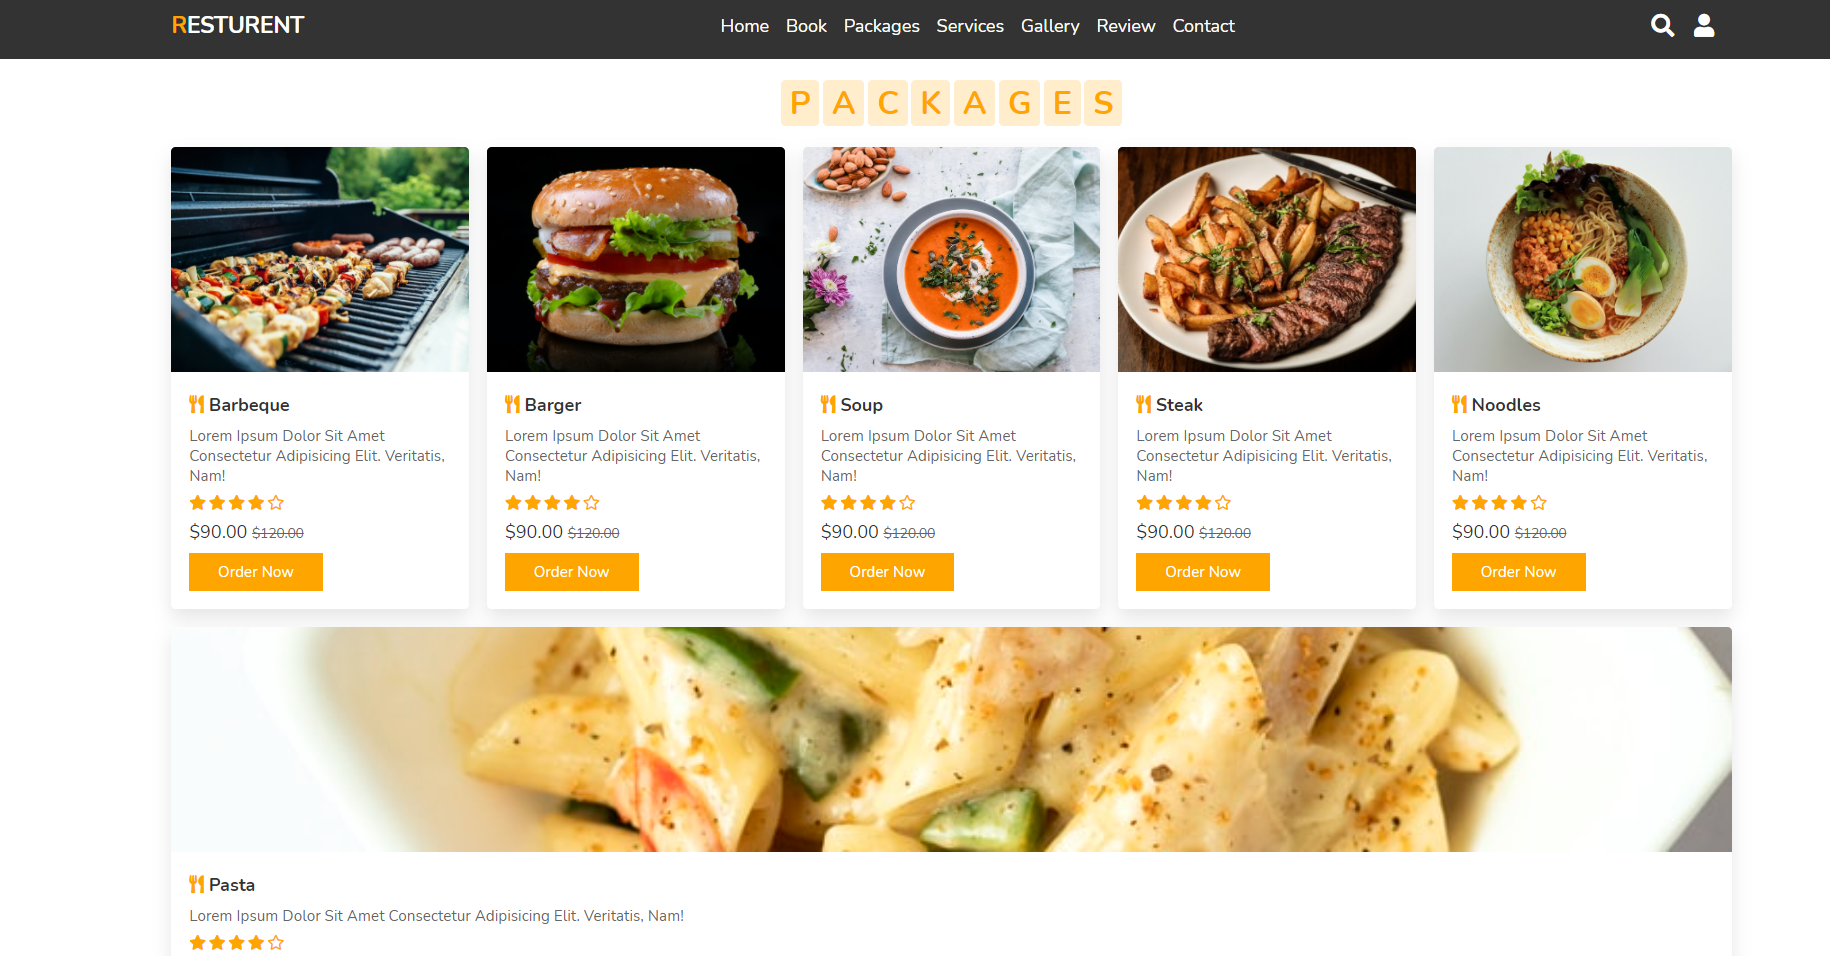 RESTURENT
Home Book Packages Services Gallery Review Contact
PACKAGES
Barbeque
Lorem Ipsum Dolor Sit Amet
Consectetur Adipisicing Elit. Veritatis,
Nam!
$90.00 $120.00
Order Now
Barger
Lorem Ipsum Dolor Sit Amet
Consectetur Adipisicing Elit. Veritatis,
Nam!
$90.00 $120.00
Order Now
Soup
Lorem Ipsum Dolor Sit Amet
Consectetur Adipisicing Elit. Veritatis,
Nam!
$90.00 $120.00
Order Now
Steak
Lorem Ipsum Dolor Sit Amet
Consectetur Adipisicing Elit. Veritatis,
Nam!
$90.00 $120.00
Order Now
Noodles
Lorem Ipsum Dolor Sit Amet
Consectetur Adipisicing Elit. Veritatis,
Nam!
$90.00 $120.00
Order Now
Pasta
Lorem Ipsum Dolor Sit Amet Consectetur Adipisicing Elit. Veritatis, Nam!